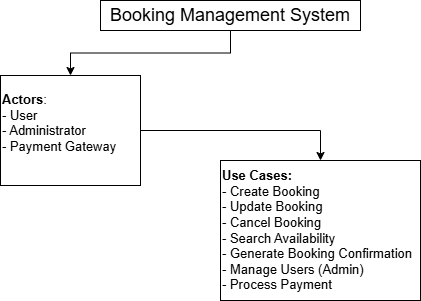 Booking Management System
Actors:
- User
- Administrator
- Payment Gateway
Use Cases:
- Create Booking
- Update Booking
- Cancel Booking
- Search Availability
- Generate Booking Confirmation
- Manage Users (Admin)
- Process Payment